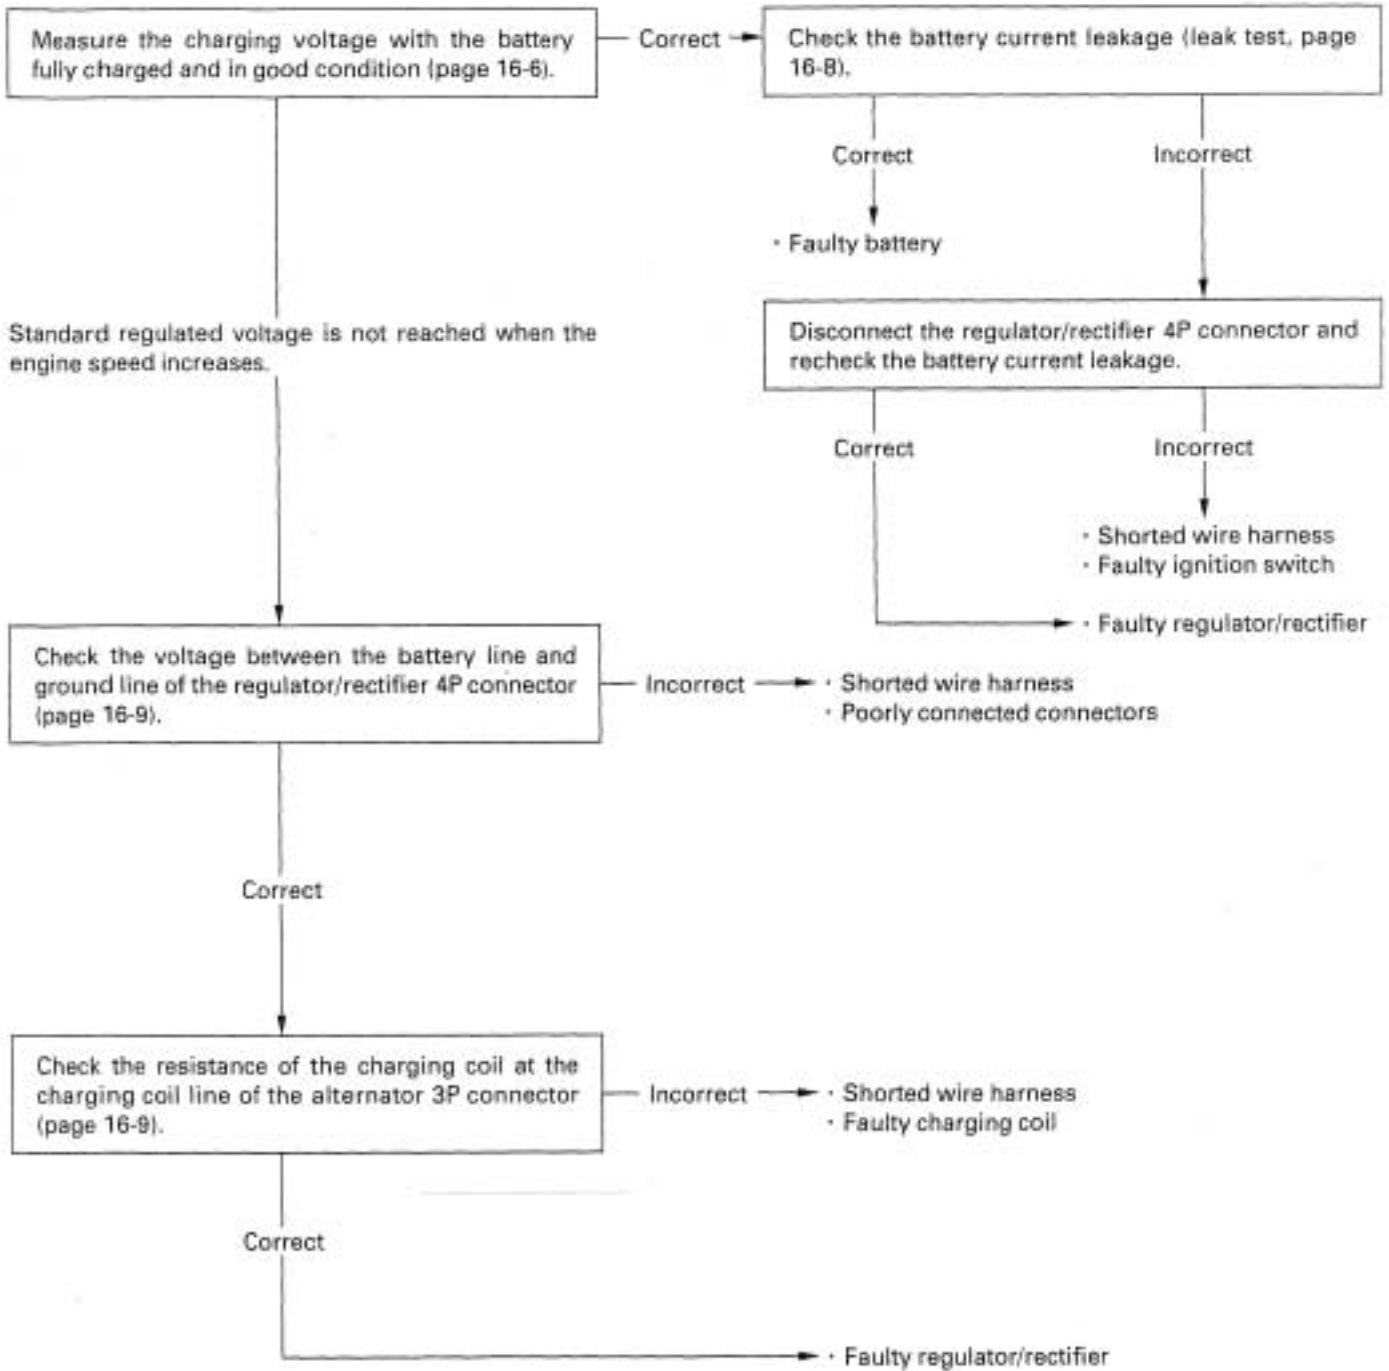 Measure the charging voltage with the battery
fully charged and in good condition (page 16-6).
Correct
Check the battery current leakage (leak test, page
16-8).
Correct
Incorrect
· Faulty battery
Standard regulated voltage is not reached when the
engine speed increases.
Disconnect the regulator/rectifier 4P connector and
recheck the battery current leakage.
Correct
Incorrect
· Shorted wire harness
· Faulty ignition switch
· Faulty regulator/rectifier
Check the voltage between the battery line and
ground line of the regulator/rectifier 4P connector
(page 16-9).
Incorrect
· Shorted wire harness
· Poorly connected connectors
Correct
Check the resistance of the charging coil at the
charging coil line of the alternator 3P connector
(page 16-9).
Incorrect
· Shorted wire harness
· Faulty charging coil
Correct
· Faulty regulator/rectifier